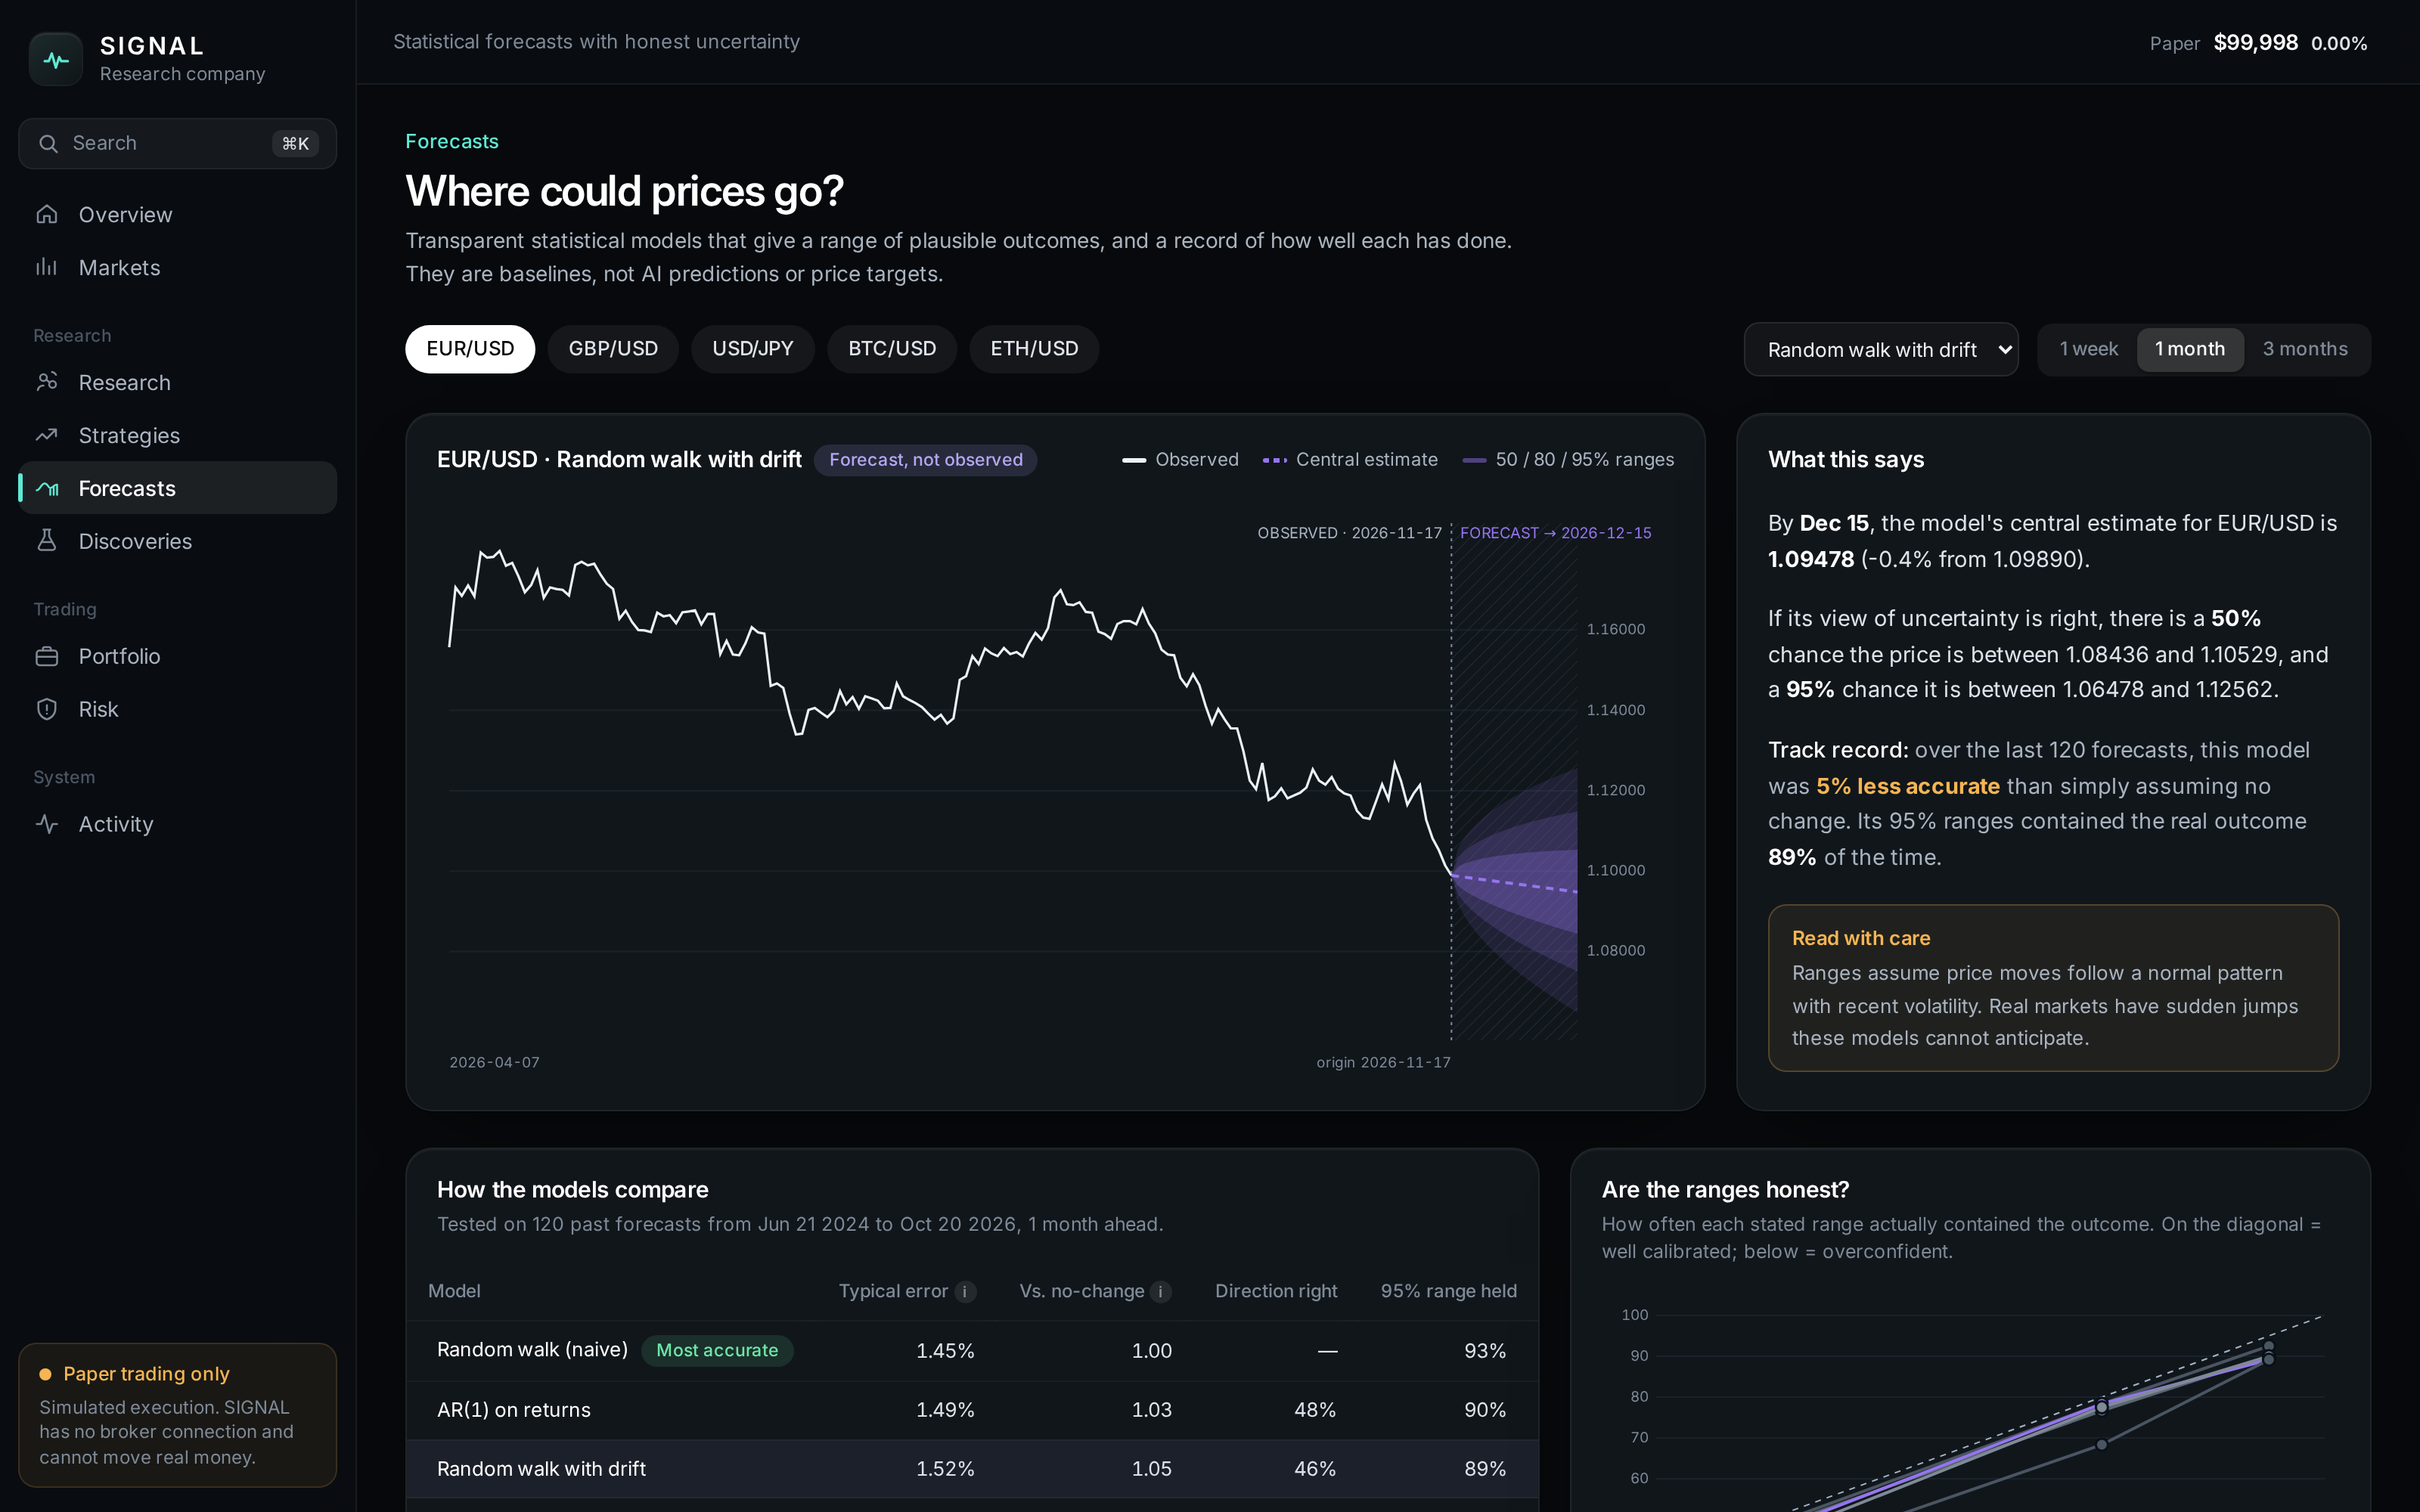 SIGNAL
Research company
Search
⌘K
Overview
Markets
Research
Research
Strategies
Forecasts
Discoveries
Trading
Portfolio
Risk
System
Activity
Paper trading only
Simulated execution. SIGNAL
has no broker connection and
cannot move real money.
Statistical forecasts with honest uncertainty
Paper $99,998 0.00%
Forecasts
Where could prices go?
Transparent statistical models that give a range of plausible outcomes, and a record of how well each has done.
They are baselines, not AI predictions or price targets.
EUR/USD GBP/USD USD/JPY BTC/USD ETH/USD
Random walk with drift
1 week 1 month 3 months
EUR/USD · Random walk with drift Forecast, not observed
Observed Central estimate 50 / 80 / 95% ranges
OBSERVED · 2026-11-17 FORECAST → 2026-12-15
1.16000
1.14000
1.12000
1.10000
1.08000
2026-04-07 origin 2026-11-17
What this says
By Dec 15, the model's central estimate for EUR/USD is
1.09478 (-0.4% from 1.09890).
If its view of uncertainty is right, there is a 50%
chance the price is between 1.08436 and 1.10529, and
a 95% chance it is between 1.06478 and 1.12562.
Track record: over the last 120 forecasts, this model
was 5% less accurate than simply assuming no
change. Its 95% ranges contained the real outcome
89% of the time.
Read with care
Ranges assume price moves follow a normal pattern
with recent volatility. Real markets have sudden jumps
these models cannot anticipate.
How the models compare
Tested on 120 past forecasts from Jun 21 2024 to Oct 20 2026, 1 month ahead.
Model Typical error i Vs. no-change i Direction right 95% range held
Random walk (naive) Most accurate 1.45% 1.00 — 93%
AR(1) on returns 1.49% 1.03 48% 90%
Random walk with drift 1.52% 1.05 46% 89%
Are the ranges honest?
How often each stated range actually contained the outcome. On the diagonal =
well calibrated; below = overconfident.
100
90
80
70
60